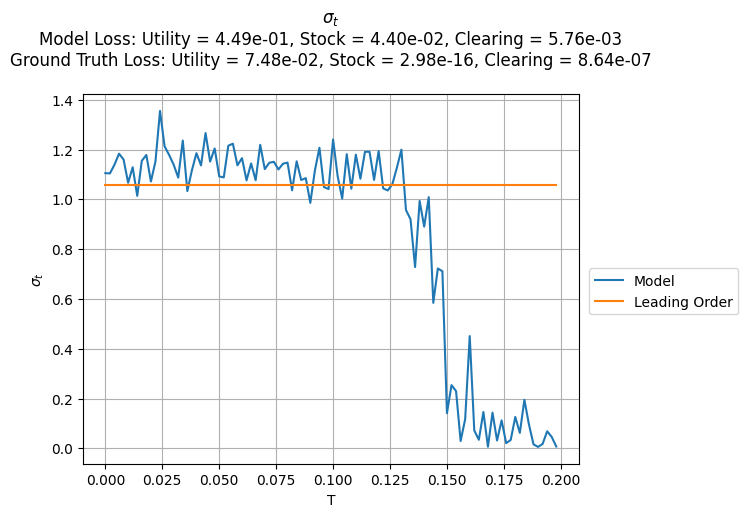 σt
Model Loss: Utility = 4.49e-01, Stock = 4.40e-02, Clearing = 5.76e-03
Ground Truth Loss: Utility = 7.48e-02, Stock = 2.98e-16, Clearing = 8.64e-07
1.4
1.2
1.0
0.8
0.6
0.4
0.2
0.0
σt
0.000
0.025
0.050
0.075
0.100
0.125
0.150
0.175
0.200
T
Model
Leading Order